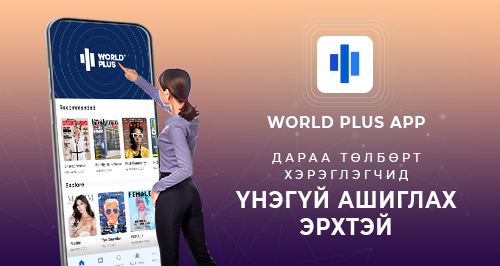 WORLD
PLUS
Recommended
Explore
WORLD PLUS APP
ДАРАА ТӨЛБӨРТ
ХЭРЭГЛЭГЧИД
ҮНЭГҮЙ АШИГЛАХ
ЭРХТЭЙ